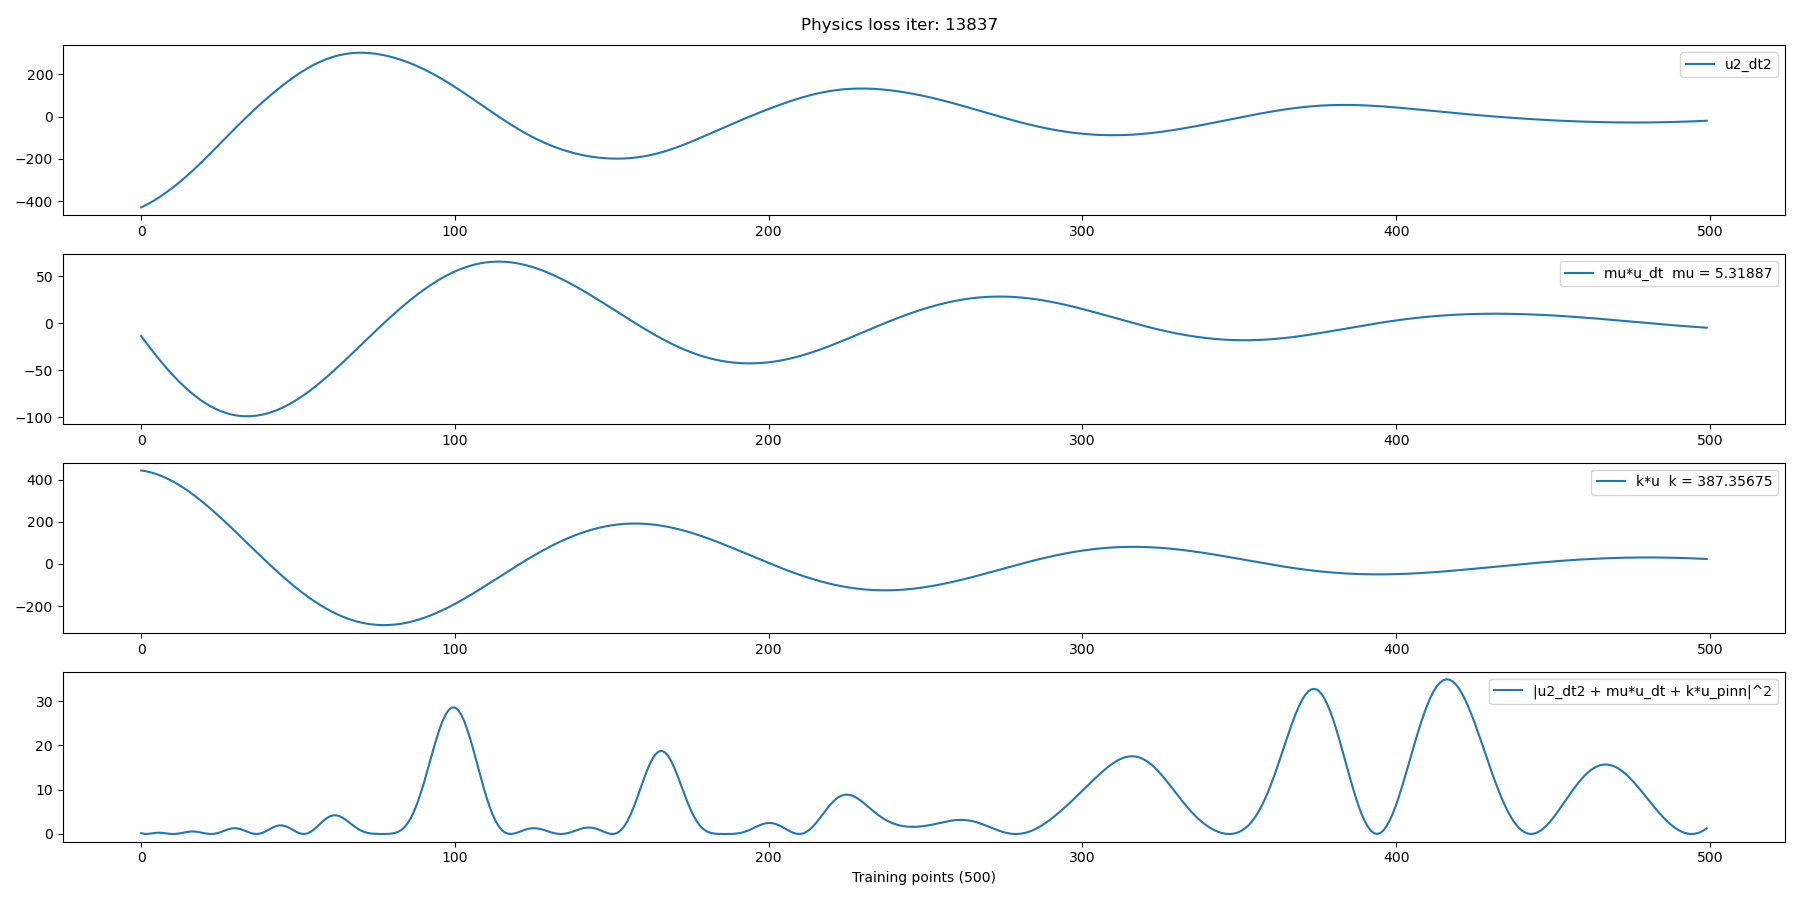 Physics loss iter: 13837
u2_dt2
200
0
−200
−400
0 100 200 300 400 500
mu*u_dt  mu = 5.31887
50
0
−50
−100
0 100 200 300 400 500
k*u  k = 387.35675
400
200
0
−200
0 100 200 300 400 500
|u2_dt2 + mu*u_dt + k*u_pinn|^2
30
20
10
0
0 100 200 300 400 500
Training points (500)